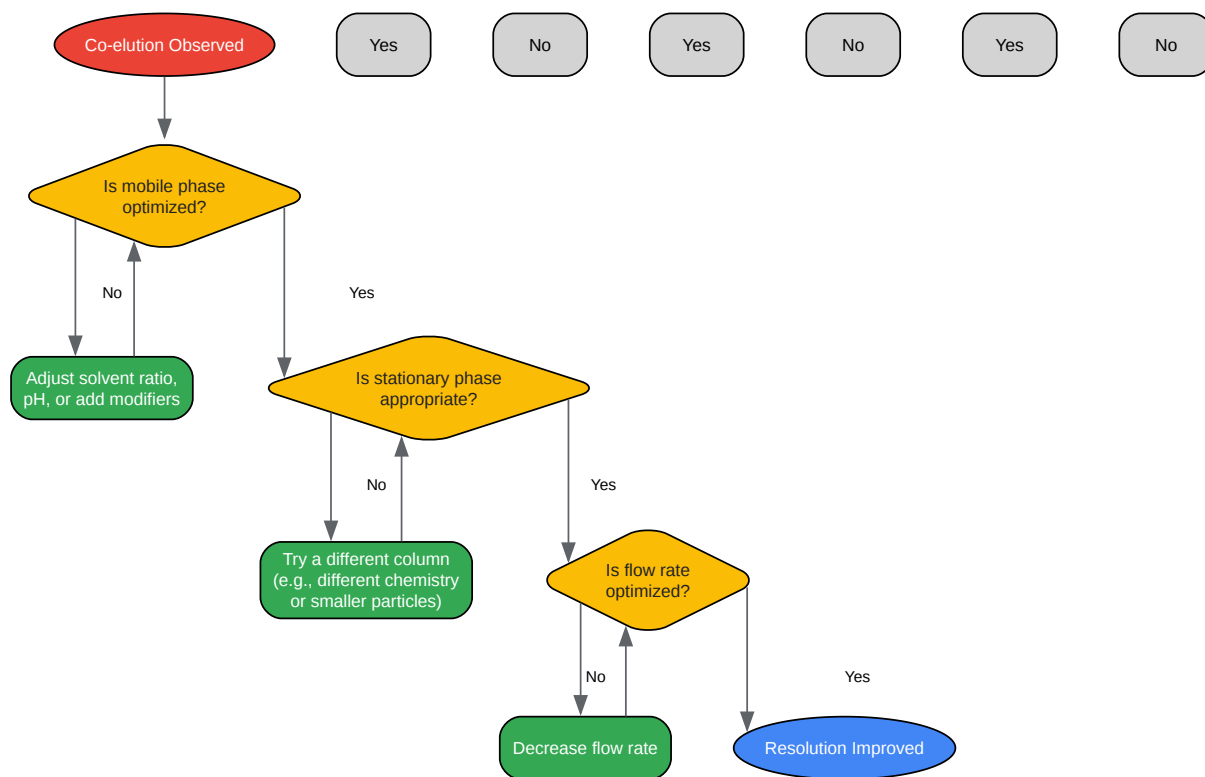 Co-elution Observed
Yes
No
Yes
No
Yes
No
Is mobile phase
optimized?
No
Yes
Adjust solvent ratio,
pH, or add modifiers
Is stationary phase
appropriate?
No
Yes
Try a different column
(e.g., different chemistry
or smaller particles)
Is flow rate
optimized?
No
Yes
Decrease flow rate
Resolution Improved